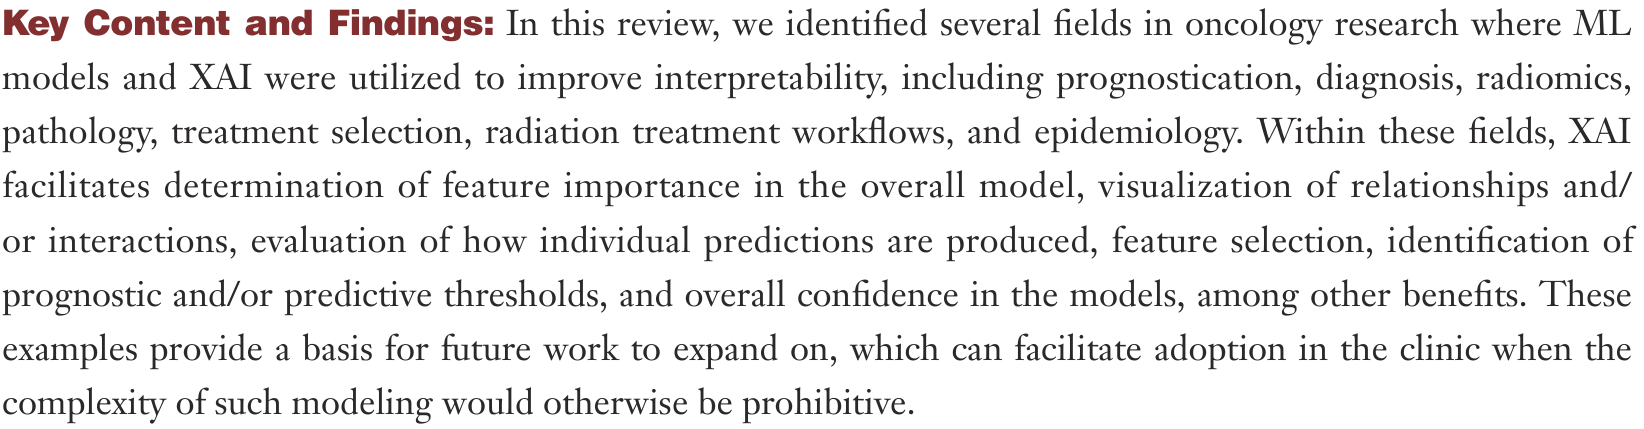 Key Content and Findings: In this review, we identified several fields in oncology research where ML
models and XAI were utilized to improve interpretability, including prognostication, diagnosis, radiomics,
pathology, treatment selection, radiation treatment workflows, and epidemiology. Within these fields, XAI
facilitates determination of feature importance in the overall model, visualization of relationships and/
or interactions, evaluation of how individual predictions are produced, feature selection, identification of
prognostic and/or predictive thresholds, and overall confidence in the models, among other benefits. These
examples provide a basis for future work to expand on, which can facilitate adoption in the clinic when the
complexity of such modeling would otherwise be prohibitive.